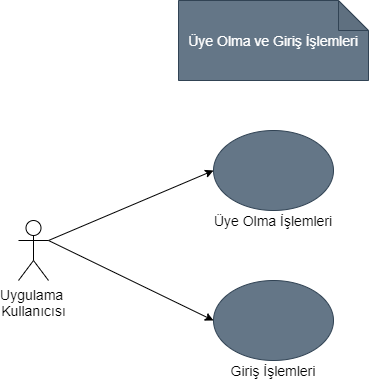 Üye Olma ve Giriş İşlemleri
Üye Olma İşlemleri
Uygulama
Kullanıcısı
Giriş İşlemleri